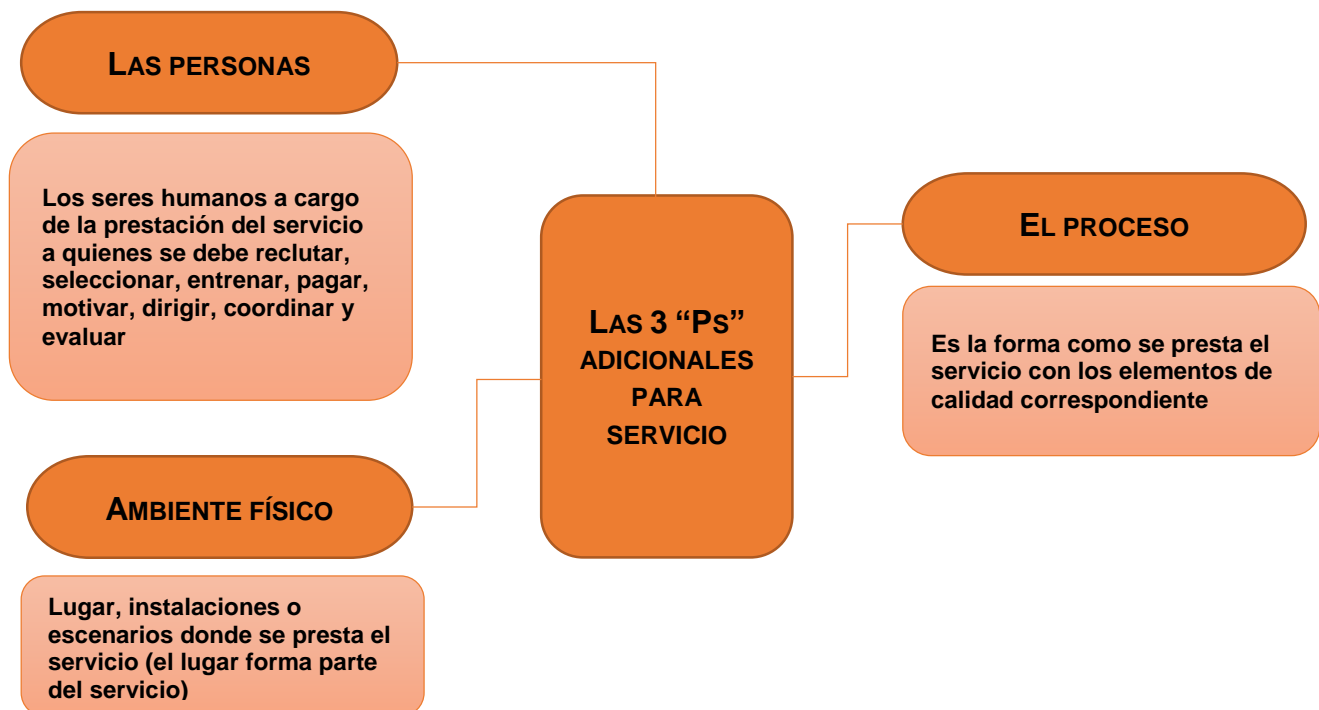 LAS PERSONAS
Los seres humanos a cargo
de la prestación del servicio
a quienes se debe reclutar,
seleccionar, entrenar, pagar,
motivar, dirigir, coordinar y
evaluar
AMBIENTE FÍSICO
Lugar, instalaciones o
escenarios donde se presta el
servicio (el lugar forma parte
del servicio)
LAS 3 “PS”
ADICIONALES
PARA
SERVICIO
EL PROCESO
Es la forma como se presta el
servicio con los elementos de
calidad correspondiente